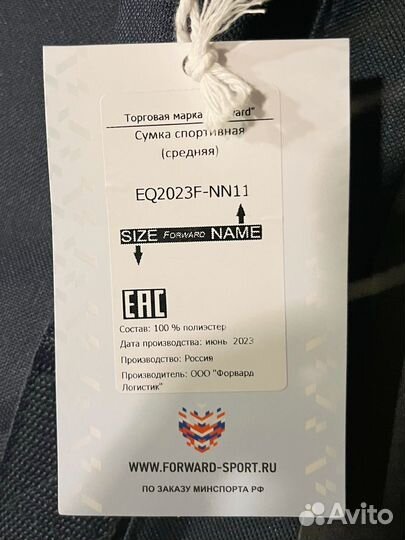 Торговая марка
Сумка спортивная
(средняя)
EQ2023F-NN11
SIZE FORWARD NAME
EAC
Состав: 100 % полиэстер
Дата производства: июнь 2023
Производство: Россия
Производитель: ООО "Форвард
Логистик"
WWW.FORWARD-SPORT.RU
ПО ЗАКАЗУ МИНСПОРТА РФ
Avito